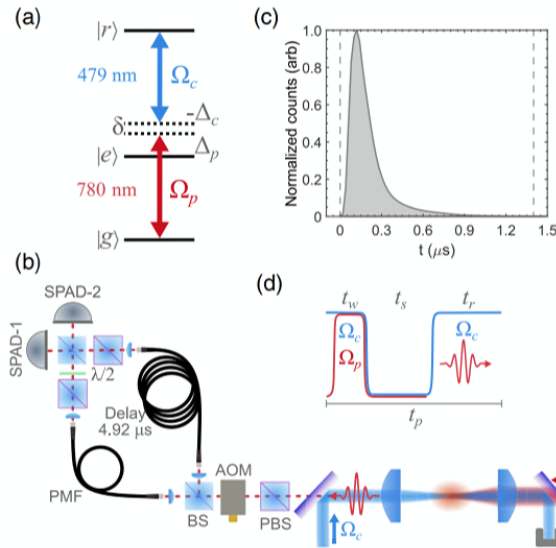 (a)
|r⟩
479 nm
Ω_c
-Δ_c
δ
Δ_p
|e⟩
780 nm
Ω_p
|g⟩
(b)
SPAD-2
SPAD-1
λ/2
Delay
4.92 μs
PMF
BS
AOM
PBS
Ω_c
(c)
Normalized counts (arb)
1.0
0.8
0.6
0.4
0.2
0
0 0.3 0.6 0.9 1.2 1.5
t (μs)
(d)
t_w t_s t_r
Ω_c Ω_c
Ω_p
t_p